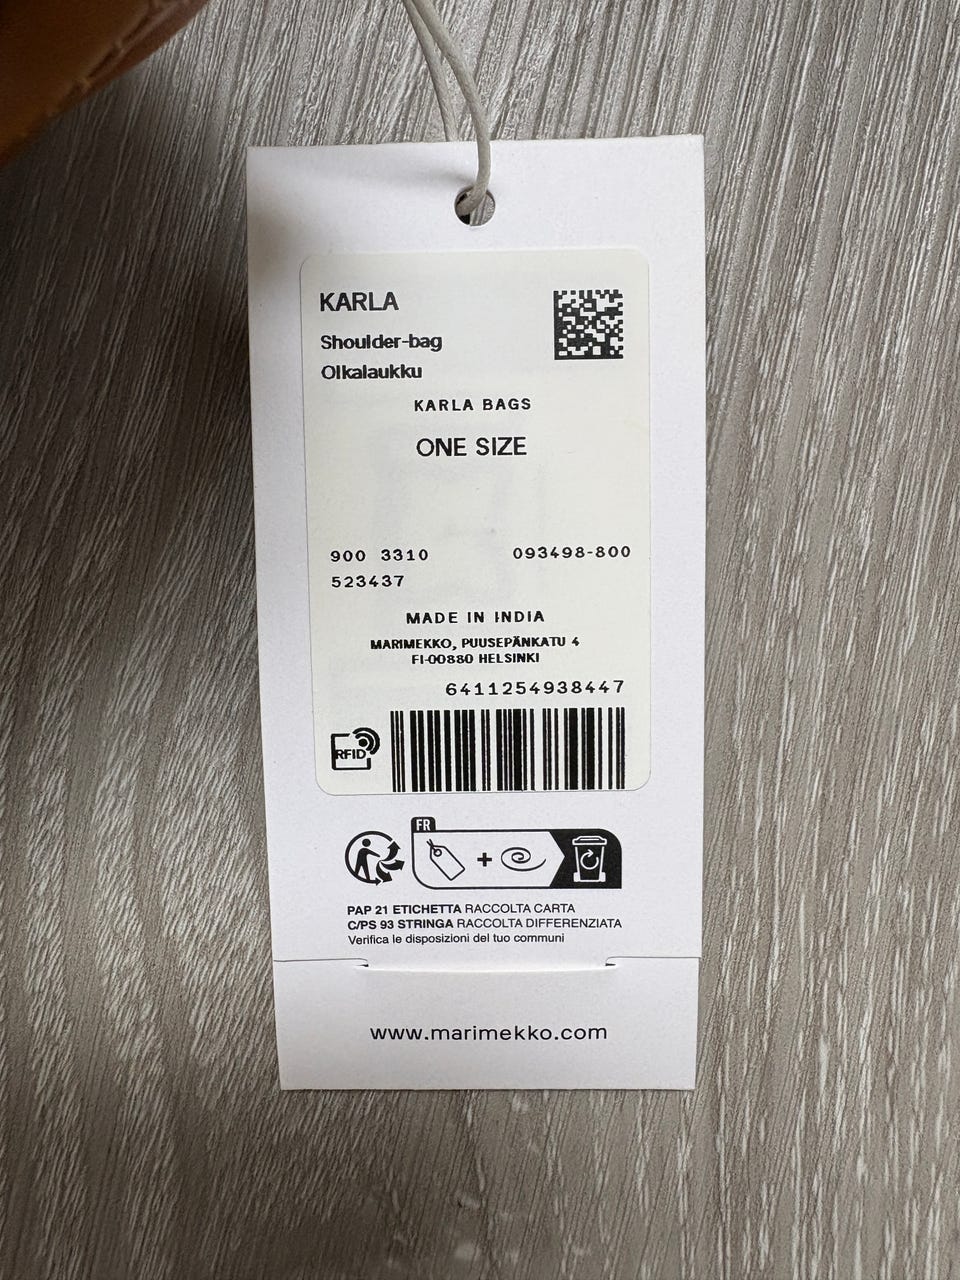 KARLA
Shoulder-bag
Olkalaukku
KARLA BAGS
ONE SIZE
900 3310 093498-800
523437
MADE IN INDIA
MARIMEKKO, PUUSEPÄNKATU 4
FI-00880 HELSINKI
6411254938447
RFID
FR
PAP 21 ETICHETTA RACCOLTA CARTA
C/PS 93 STRINGA RACCOLTA DIFFERENZIATA
Verifica le disposizioni del tuo communi
www.marimekko.com